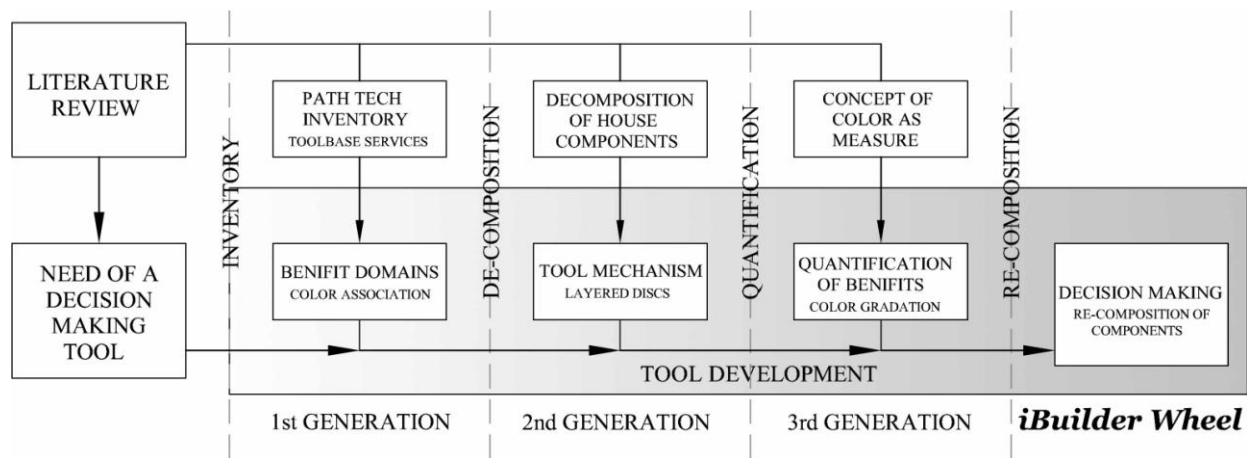 LITERATURE
REVIEW
PATH TECH
INVENTORY
TOOLBASE SERVICES
DECOMPOSITION
OF HOUSE
COMPONENTS
CONCEPT OF
COLOR AS
MEASURE
INVENTORY
DE-COMPOSITION
QUANTIFICATION
RE-COMPOSITION
NEED OF A
DECISION
MAKING
TOOL
BENIFIT DOMAINS
COLOR ASSOCIATION
TOOL MECHANISM
LAYERED DISCS
QUANTIFICATION
OF BENIFITS
COLOR GRADATION
DECISION MAKING
RE-COMPOSITION OF
COMPONENTS
TOOL DEVELOPMENT
1st GENERATION
2nd GENERATION
3rd GENERATION
iBuilder Wheel